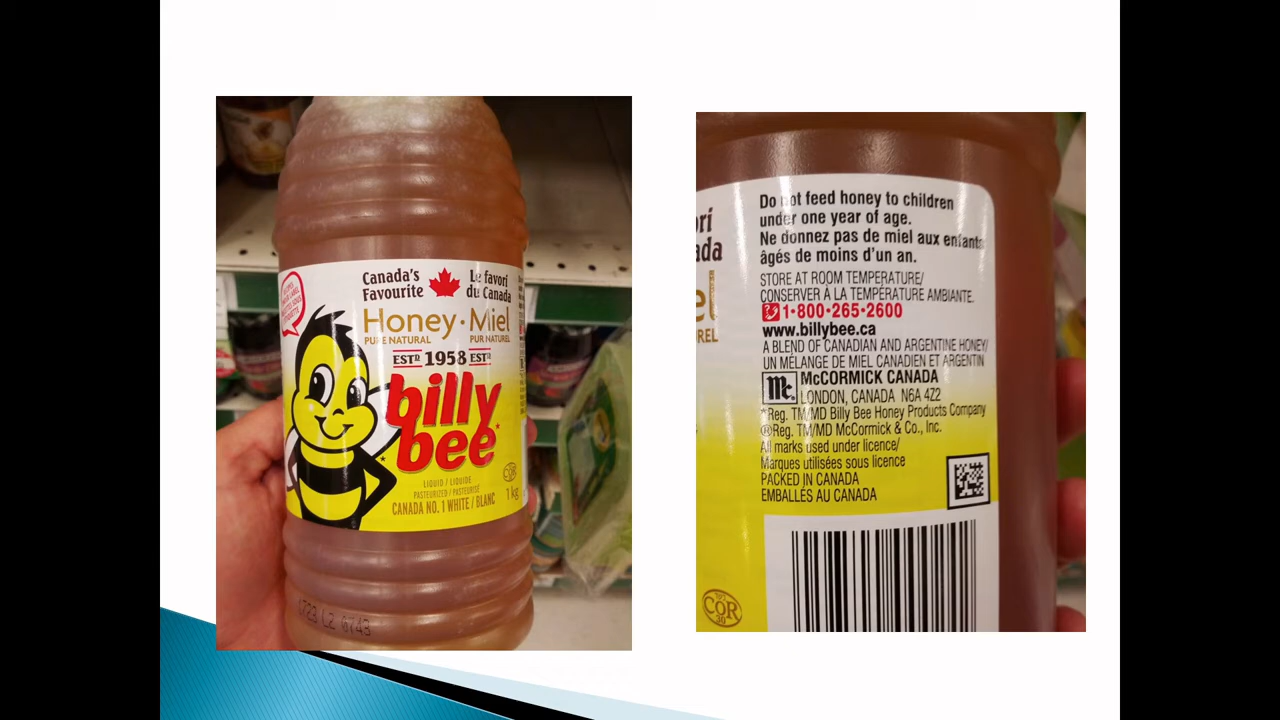 Canada's
Favourite
Le favori
du Canada
Honey • Miel
PURE NATURAL
PUR NATUREL
ESTD 1958 ESTD
billy
bee*
LIQUID / LIQUIDE
PASTEURIZED / PASTEURISÉ
CANADA NO. 1 WHITE / BLANC
1 kg
COR
L723 L2 6743
Do not feed honey to children
under one year of age.
Ne donnez pas de miel aux enfants
âgés de moins d'un an.
STORE AT ROOM TEMPERATURE/
CONSERVER À LA TEMPÉRATURE AMBIANTE.
1•800•265•2600
www.billybee.ca
A BLEND OF CANADIAN AND ARGENTINE HONEY/
UN MÉLANGE DE MIEL CANADIEN ET ARGENTIN
Mc McCORMICK CANADA
LONDON, CANADA N6A 4Z2
*Reg. TM/MD Billy Bee Honey Products Company
®Reg. TM/MD McCormick & Co., Inc.
All marks used under licence/
Marques utilisées sous licence
PACKED IN CANADA
EMBALLÉS AU CANADA
COR